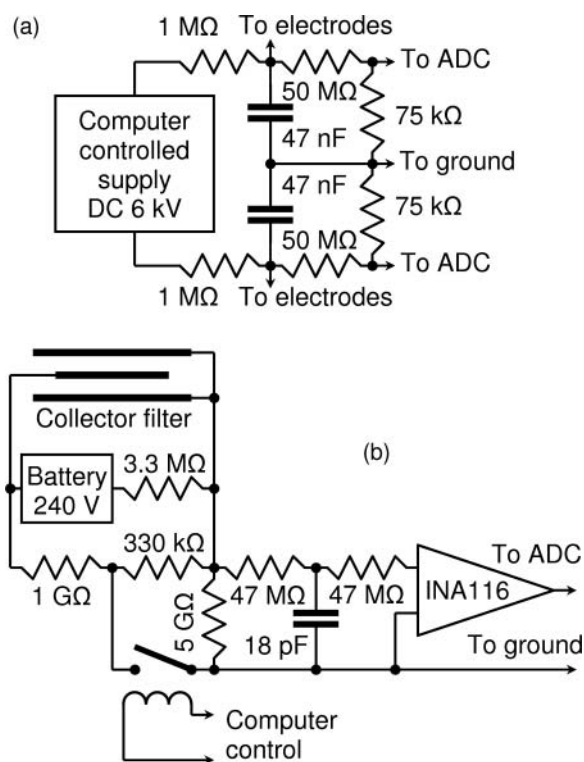 (a)
1 MΩ
To electrodes
To ADC
50 MΩ
Computer
controlled
supply
DC 6 kV
47 nF
75 kΩ
To ground
47 nF
75 kΩ
50 MΩ
To ADC
1 MΩ
To electrodes
Collector filter
(b)
Battery
240 V
3.3 MΩ
330 kΩ
To ADC
1 GΩ
5 GΩ
47 MΩ
47 MΩ
INA116
18 pF
To ground
Computer
control